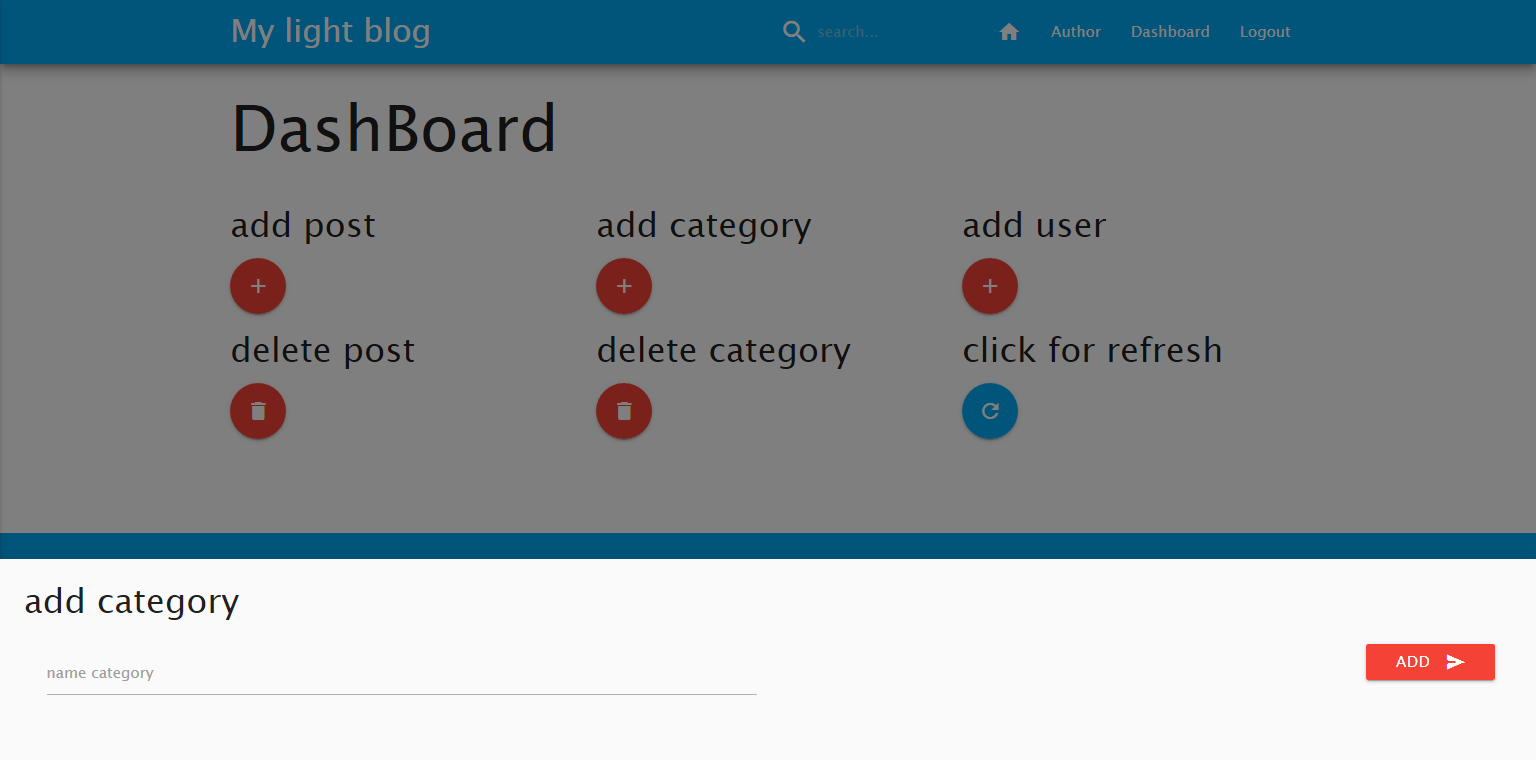 My light blog
search...
Author
Dashboard
Logout
DashBoard
add post
add category
add user
delete post
delete category
click for refresh
add category
name category
ADD